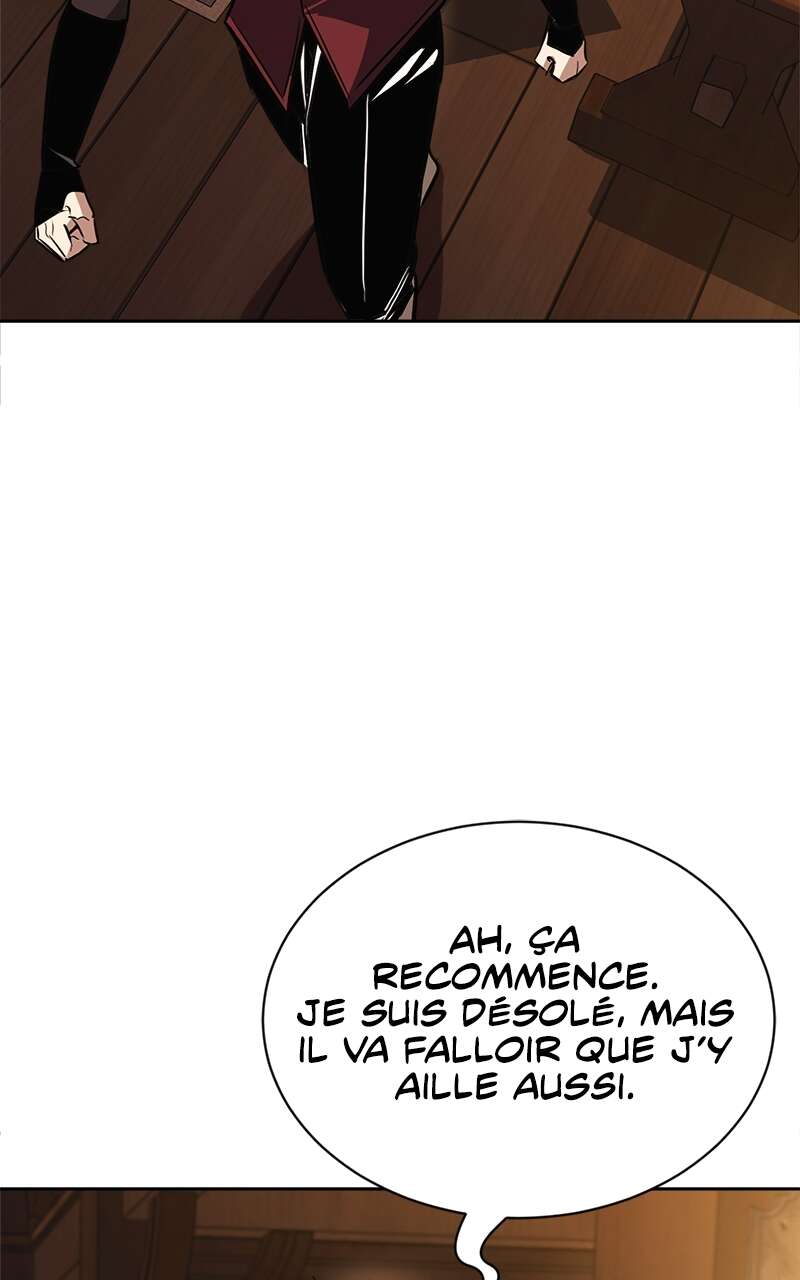 AH, ÇA
RECOMMENCE.
JE SUIS DÉSOLÉ, MAIS
IL VA FALLOIR QUE J'Y
AILLE AUSSI.